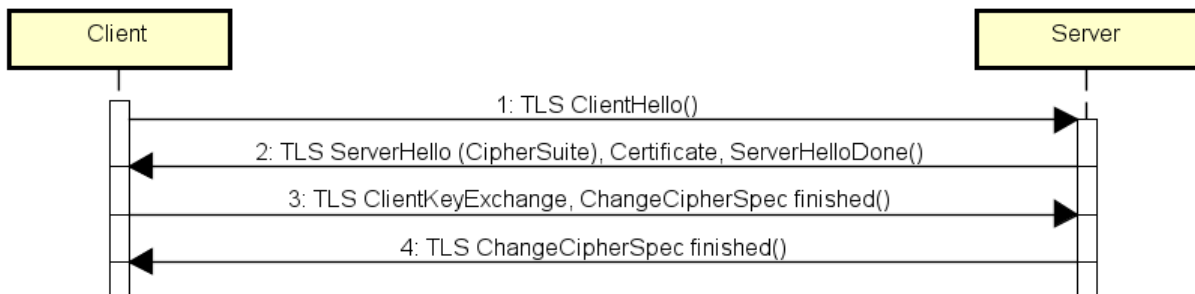 Client
Server
1: TLS ClientHello()
2: TLS ServerHello (CipherSuite), Certificate, ServerHelloDone()
3: TLS ClientKeyExchange, ChangeCipherSpec finished()
4: TLS ChangeCipherSpec finished()